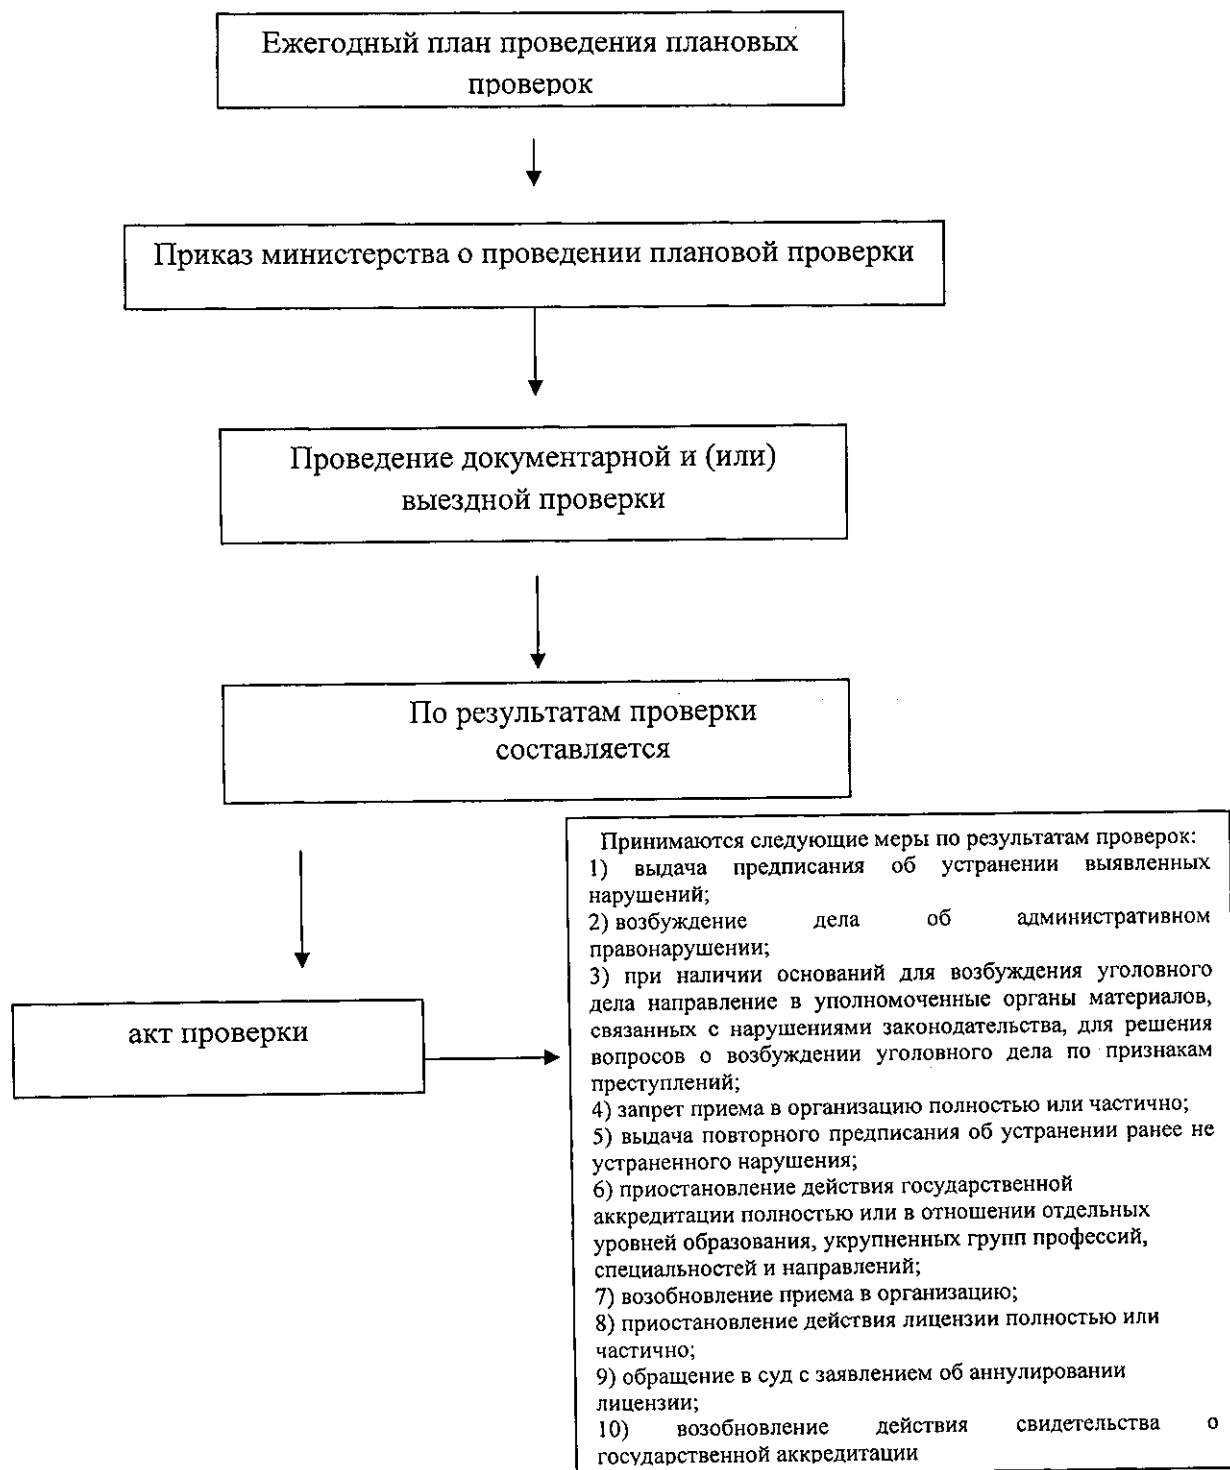 Ежегодный план проведения плановых
проверок
Приказ министерства о проведении плановой проверки
Проведение документарной и (или)
выездной проверки
По результатам проверки
составляется
акт проверки
Принимаются следующие меры по результатам проверок:
1) выдача предписания об устранении выявленных
нарушений;
2) возбуждение дела об административном
правонарушении;
3) при наличии оснований для возбуждения уголовного
дела направление в уполномоченные органы материалов,
связанных с нарушениями законодательства, для решения
вопросов о возбуждении уголовного дела по признакам
преступлений;
4) запрет приема в организацию полностью или частично;
5) выдача повторного предписания об устранении ранее не
устраненного нарушения;
6) приостановление действия государственной
аккредитации полностью или в отношении отдельных
уровней образования, укрупненных групп профессий,
специальностей и направлений;
7) возобновление приема в организацию;
8) приостановление действия лицензии полностью или
частично;
9) обращение в суд с заявлением об аннулировании
лицензии;
10) возобновление действия свидетельства о
государственной аккредитации